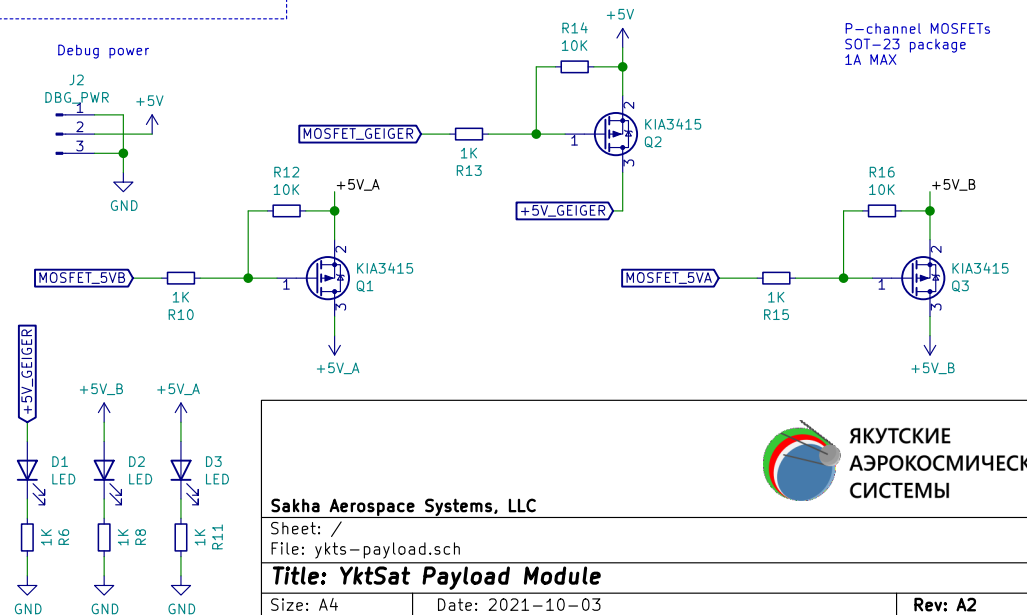 Debug power
J2
DBG_PWR
1
2
3
+5V
GND
MOSFET_GEIGER
1K
R13
R14
10K
+5V
1
2
3
KIA3415
Q2
+5V_GEIGER
P-channel MOSFETs
SOT-23 package
1A MAX
MOSFET_5VB
1K
R10
R12
10K
+5V_A
1
2
3
KIA3415
Q1
+5V_A
MOSFET_5VA
1K
R15
R16
10K
+5V_B
1
2
3
KIA3415
Q3
+5V_B
+5V_GEIGER
D1
LED
1K
R6
GND
+5V_B
D2
LED
1K
R8
GND
+5V_A
D3
LED
1K
R11
GND
ЯКУТСКИЕ
АЭРОКОСМИЧЕСК
СИСТЕМЫ
Sakha Aerospace Systems, LLC
Sheet: /
File: ykts-payload.sch
Title: YktSat Payload Module
Size: A4
Date: 2021-10-03
Rev: A2